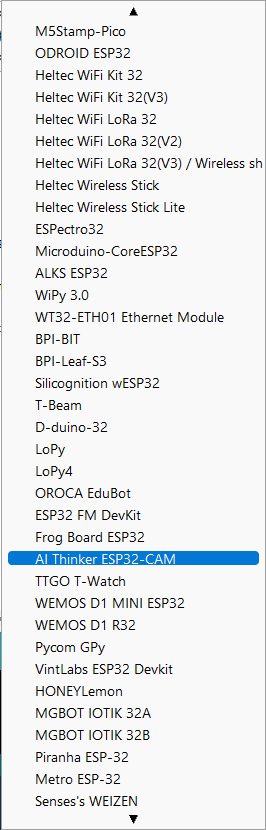 M5Stamp-Pico
ODROID ESP32
Heltec WiFi Kit 32
Heltec WiFi Kit 32(V3)
Heltec WiFi LoRa 32
Heltec WiFi LoRa 32(V2)
Heltec WiFi LoRa 32(V3) / Wireless sh
Heltec Wireless Stick
Heltec Wireless Stick Lite
ESPectro32
Microduino-CoreESP32
ALKS ESP32
WiPy 3.0
WT32-ETH01 Ethernet Module
BPI-BIT
BPI-Leaf-S3
Silicognition wESP32
T-Beam
D-duino-32
LoPy
LoPy4
OROCA EduBot
ESP32 FM DevKit
Frog Board ESP32
AI Thinker ESP32-CAM
TTGO T-Watch
WEMOS D1 MINI ESP32
WEMOS D1 R32
Pycom GPy
VintLabs ESP32 Devkit
HONEYLemon
MGBOT IOTIK 32A
MGBOT IOTIK 32B
Piranha ESP-32
Metro ESP-32
Senses's WEIZEN